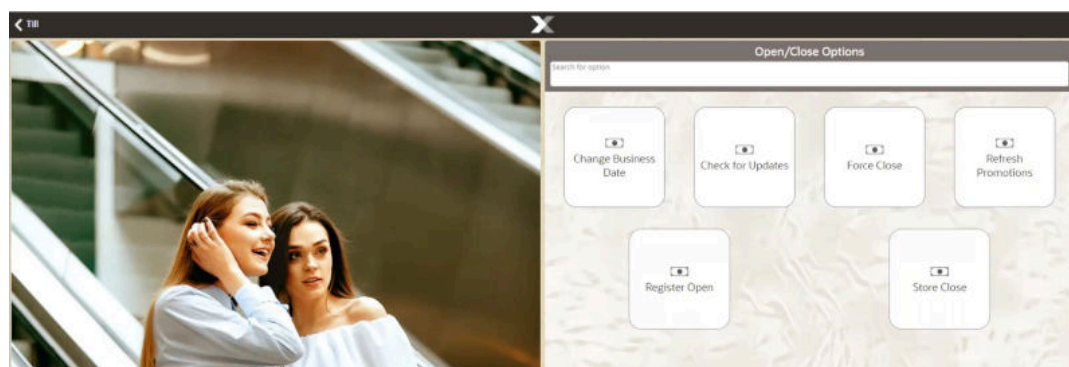 Till
Open/Close Options
Search for option
Change Business
Date
Check for Updates
Force Close
Refresh
Promotions
Register Open
Store Close